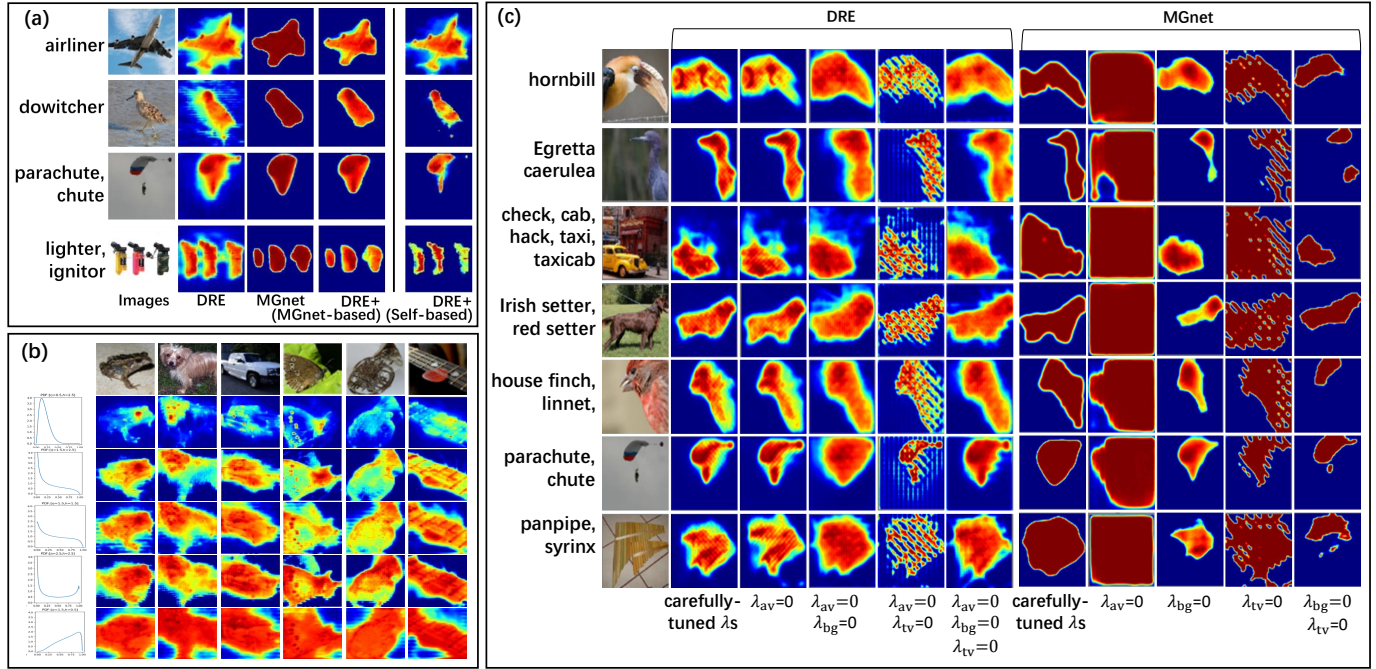 (a)
airliner
dowitcher
parachute,
chute
lighter,
ignitor
Images DRE MGnet DRE+ DRE+
(MGnet-based) (Self-based)
(b)
(c)
DRE MGnet
hornbill
Egretta
caerulea
check, cab,
hack, taxi,
taxicab
Irish setter,
red setter
house finch,
linnet,
parachute,
chute
panpipe,
syrinx
carefully- λav=0 λav=0 λav=0 λav=0 carefully- λav=0 λbg=0 λtv=0 λbg=0
tuned λs λbg=0 λtv=0 λbg=0 tuned λs λtv=0
λtv=0